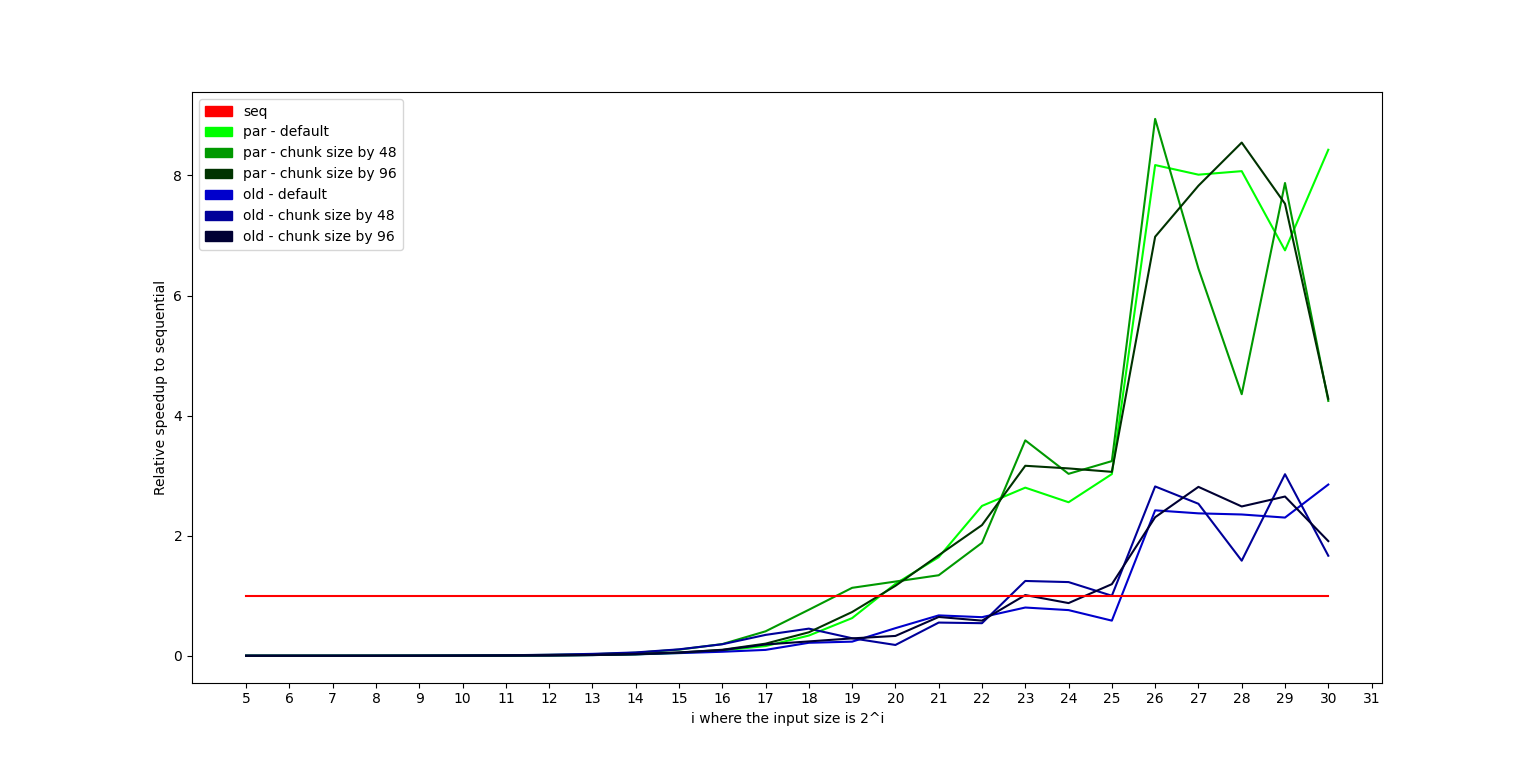 seq
par - default
par - chunk size by 48
par - chunk size by 96
old - default
old - chunk size by 48
old - chunk size by 96
Relative speedup to sequential
8
6
4
2
0
5 6 7 8 9 10 11 12 13 14 15 16 17 18 19 20 21 22 23 24 25 26 27 28 29 30 31
i where the input size is 2^i